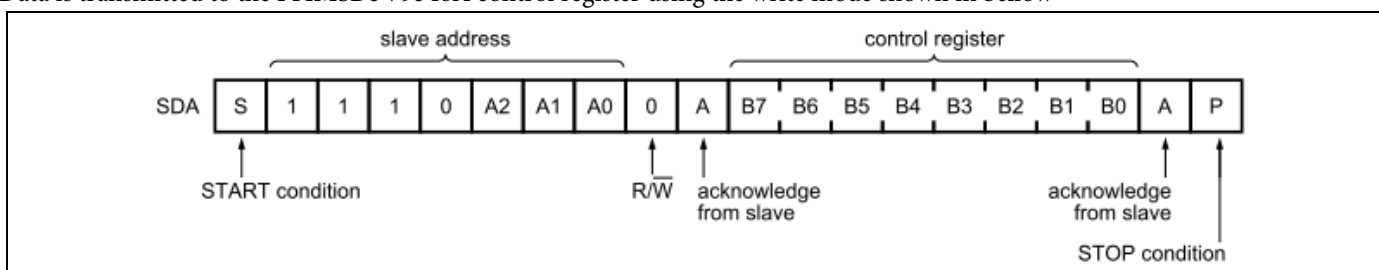 slave address control register
SDA S 1 1 1 0 A2 A1 A0 0 A B7 B6 B5 B4 B3 B2 B1 B0 A P
START condition R/W̅ acknowledge from slave acknowledge from slave
STOP condition